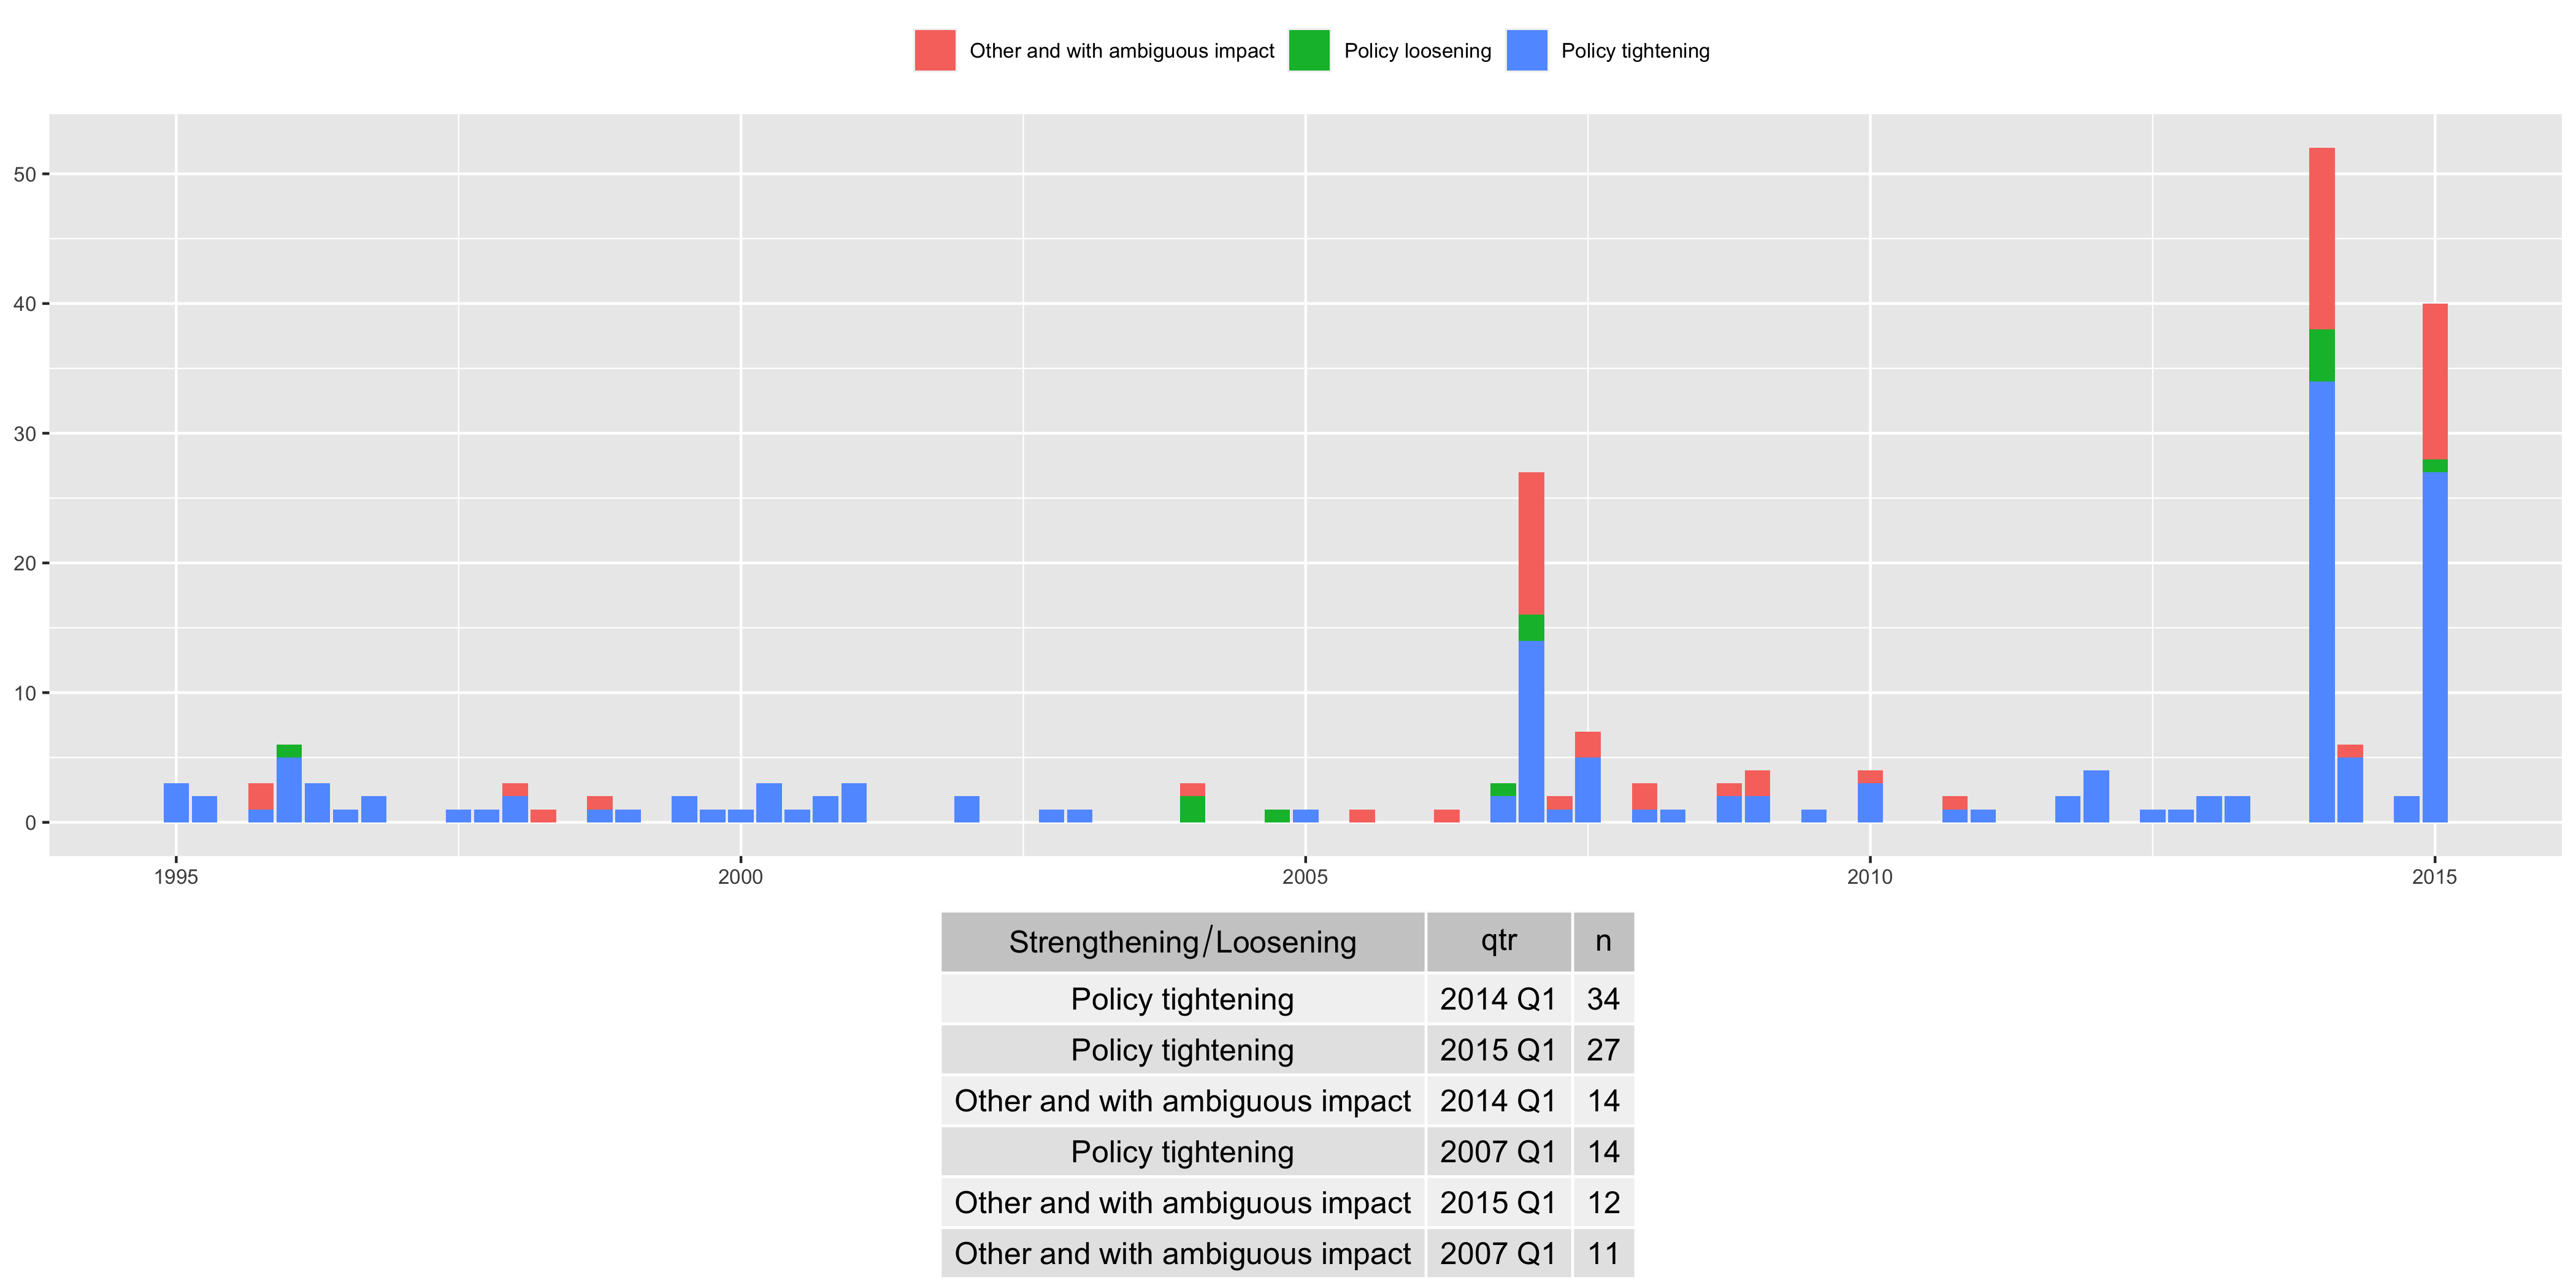 Other and with ambiguous impact Policy loosening Policy tightening
50
40
30
20
10
0
1995 2000 2005 2010 2015
Strengthening/Loosening qtr n
Policy tightening 2014 Q1 34
Policy tightening 2015 Q1 27
Other and with ambiguous impact 2014 Q1 14
Policy tightening 2007 Q1 14
Other and with ambiguous impact 2015 Q1 12
Other and with ambiguous impact 2007 Q1 11